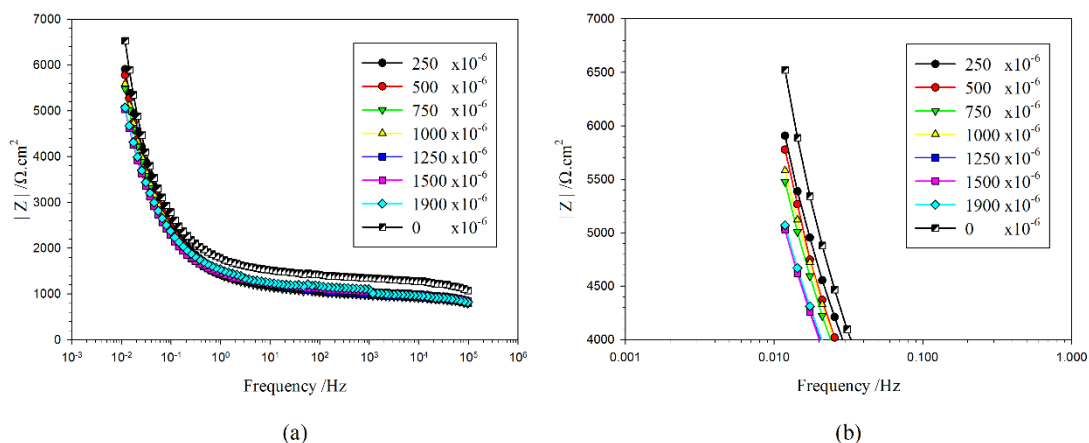 7000
6000
5000
4000
3000
2000
1000
0
| Z | /Ω.cm²
10⁻³ 10⁻² 10⁻¹ 10⁰ 10¹ 10² 10³ 10⁴ 10⁵ 10⁶
Frequency /Hz
250 x10⁻⁶
500 x10⁻⁶
750 x10⁻⁶
1000 x10⁻⁶
1250 x10⁻⁶
1500 x10⁻⁶
1900 x10⁻⁶
0 x10⁻⁶
(a)
7000
6500
6000
5500
5000
4500
4000
| Z | /Ω.cm²
0.001 0.010 0.100 1.000
Frequency /Hz
250 x10⁻⁶
500 x10⁻⁶
750 x10⁻⁶
1000 x10⁻⁶
1250 x10⁻⁶
1500 x10⁻⁶
1900 x10⁻⁶
0 x10⁻⁶
(b)